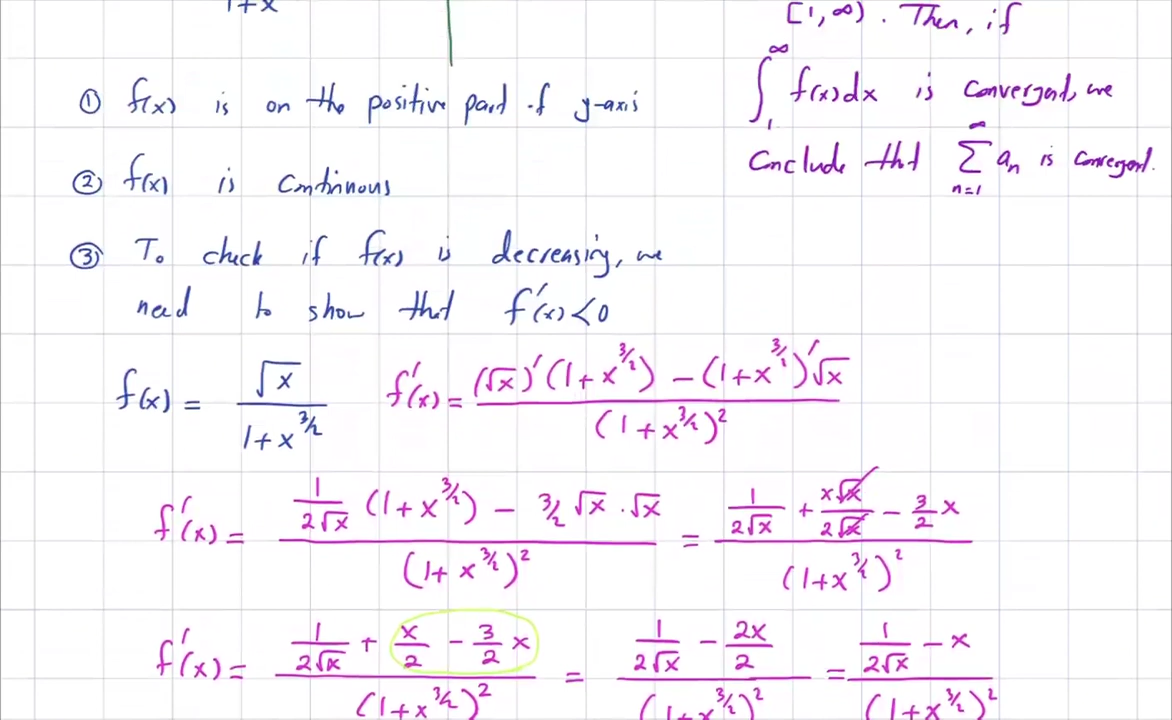 1+x
[1,∞). Then, if
∫₁^∞ f(x)dx is convergent, we
conclude that ∑_{n=1}^∞ aₙ is convergent.
① f(x) is on the positive part of y-axis
② f(x) is continuous
③ To check if f(x) is decreasing, we
need to show that f'(x)<0
f(x) = √x / (1+x^{3/2})   f'(x) = ((√x)'(1+x^{3/2}) - (1+x^{3/2})'√x) / (1+x^{3/2})²
f'(x) = (1/(2√x) (1+x^{3/2}) - 3/2 √x · √x) / (1+x^{3/2})² = (1/(2√x) + x√x/(2√x) - 3/2 x) / (1+x^{3/2})²
f'(x) = (1/(2√x) + x/2 - 3/2 x) / (1+x^{3/2})² = (1/(2√x) - 2x/2) / (1+x^{3/2})² = (1/(2√x) - x) / (1+x^{3/2})²